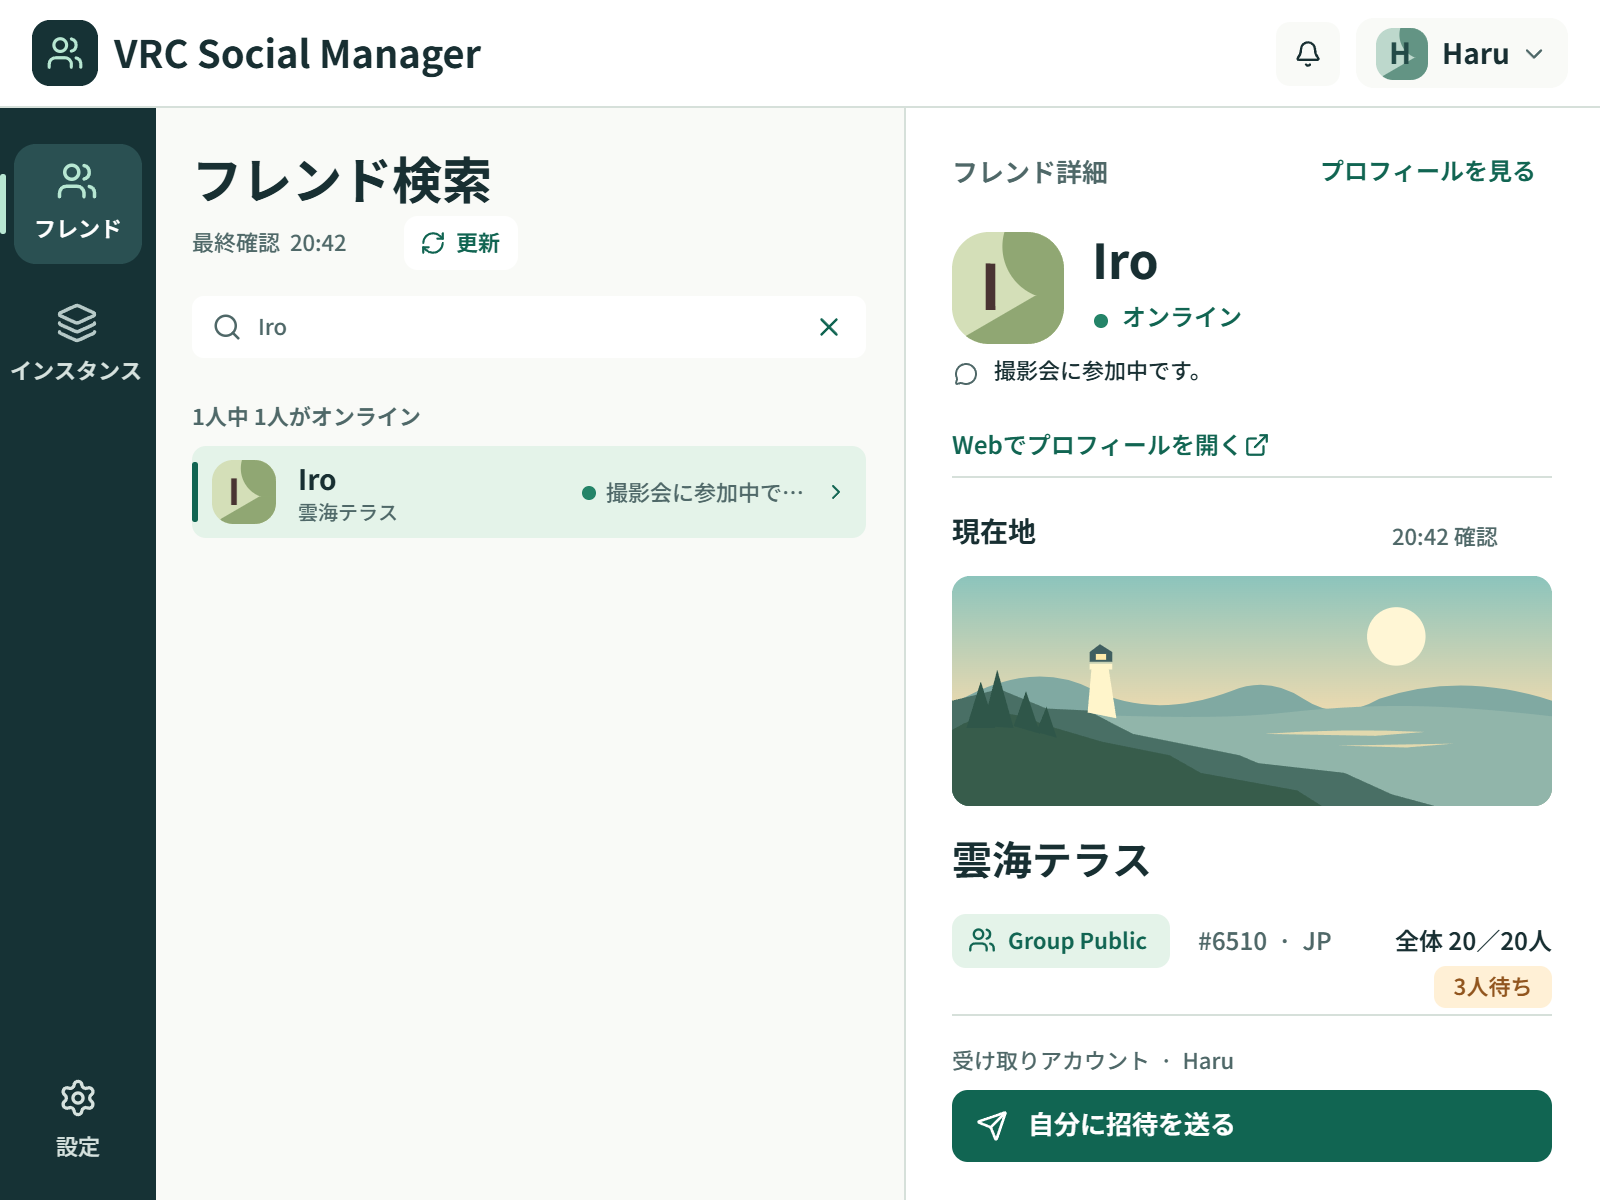 VRC Social Manager
H Haru
フレンド
インスタンス
設定
フレンド検索
最終確認 20:42
更新
Iro
1人中 1人がオンライン
I
Iro
雲海テラス
撮影会に参加中で…
フレンド詳細
プロフィールを見る
I
Iro
オンライン
撮影会に参加中です。
Webでプロフィールを開く
現在地
20:42 確認
雲海テラス
Group Public
#6510 · JP
全体 20／20人
3人待ち
受け取りアカウント · Haru
自分に招待を送る